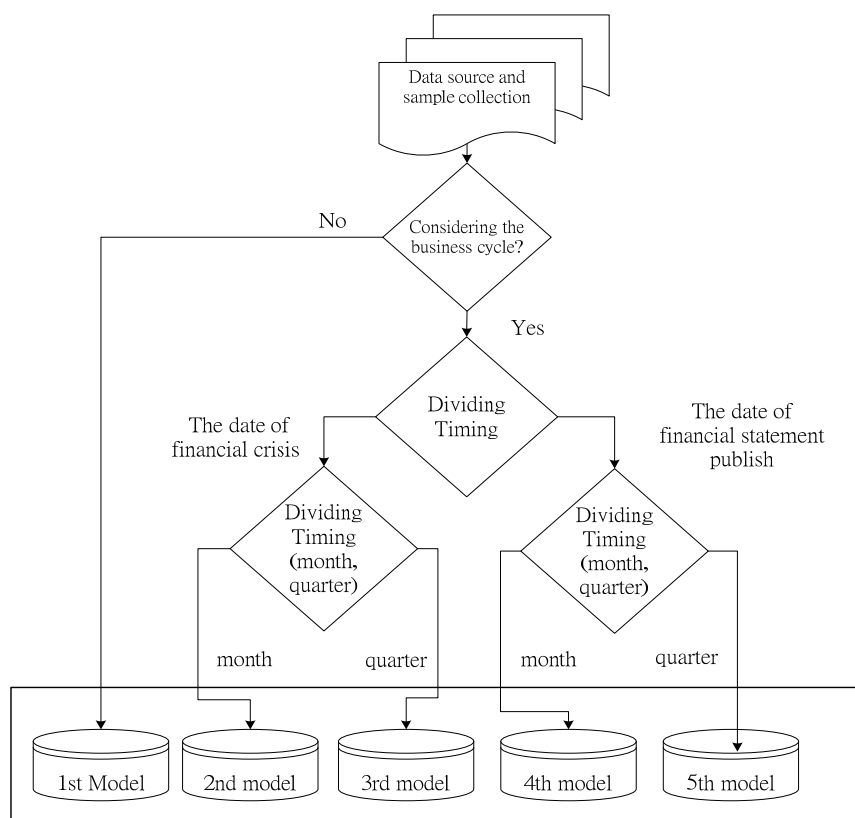 Data source and
sample collection
No
Considering the
business cycle?
Yes
Dividing
Timing
The date of
financial crisis
The date of
financial statement
publish
Dividing
Timing
(month,
quarter)
Dividing
Timing
(month,
quarter)
month
quarter
month
quarter
1st Model
2nd model
3rd model
4th model
5th model